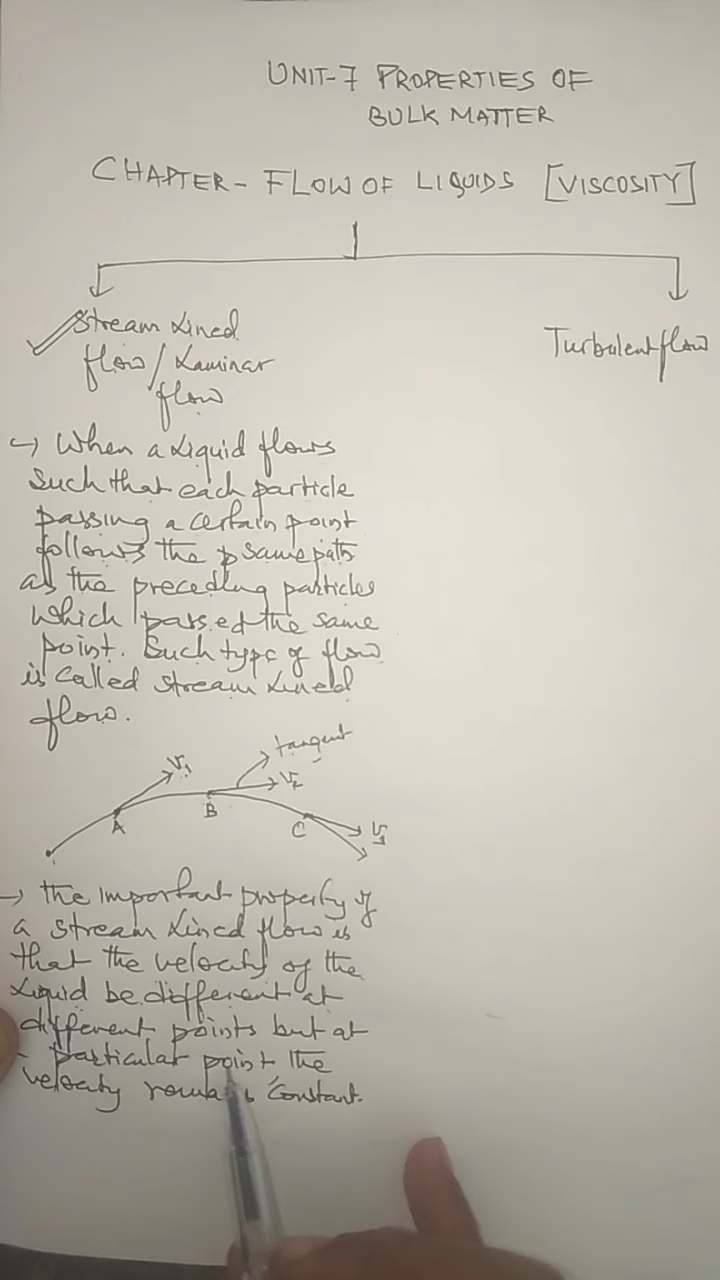 UNIT-7 PROPERTIES OF
BULK MATTER
CHAPTER- FLOW OF LIQUIDS [VISCOSITY]
Stream Lined
flow/Laminar
flow
Turbulent flow
→ When a Liquid flows
Such that each particle
passing a certain point
follows the p same path
as the preceding particles
which passed the same
point. Such type of flow
is called stream Lined
flow.
tangent
V1
V2
A
B
C
V3
→ the important property of
a stream Lined flow is
that the velocity of the
Liquid be different at
different points but at
particular point the
velocity remains constant.